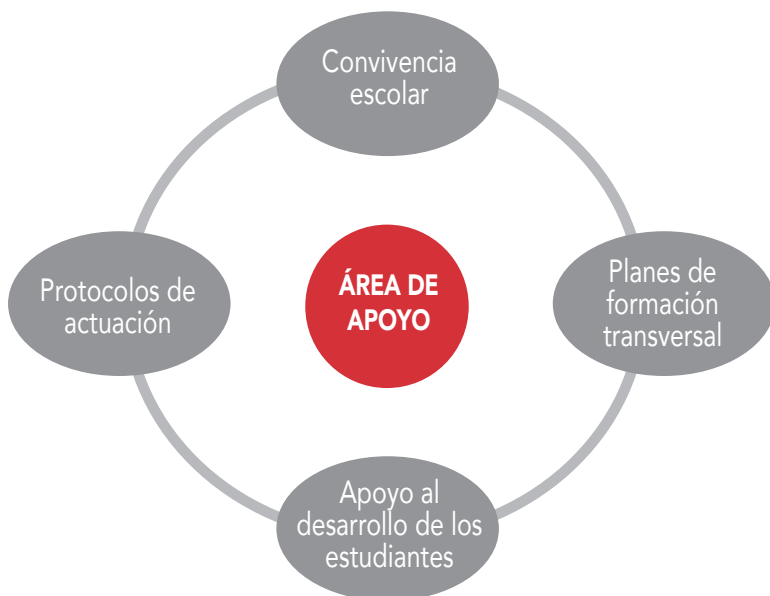 Convivencia
escolar
Protocolos de
actuación
ÁREA DE
APOYO
Planes de
formación
transversal
Apoyo al
desarrollo de los
estudiantes